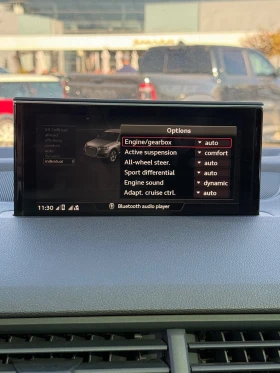 Options
Engine/gearbox auto
Active suspension comfort
All-wheel steer. auto
Sport differential auto
Engine sound dynamic
Adapt. cruise ctrl. auto
Individual
11:30 Bluetooth audio player